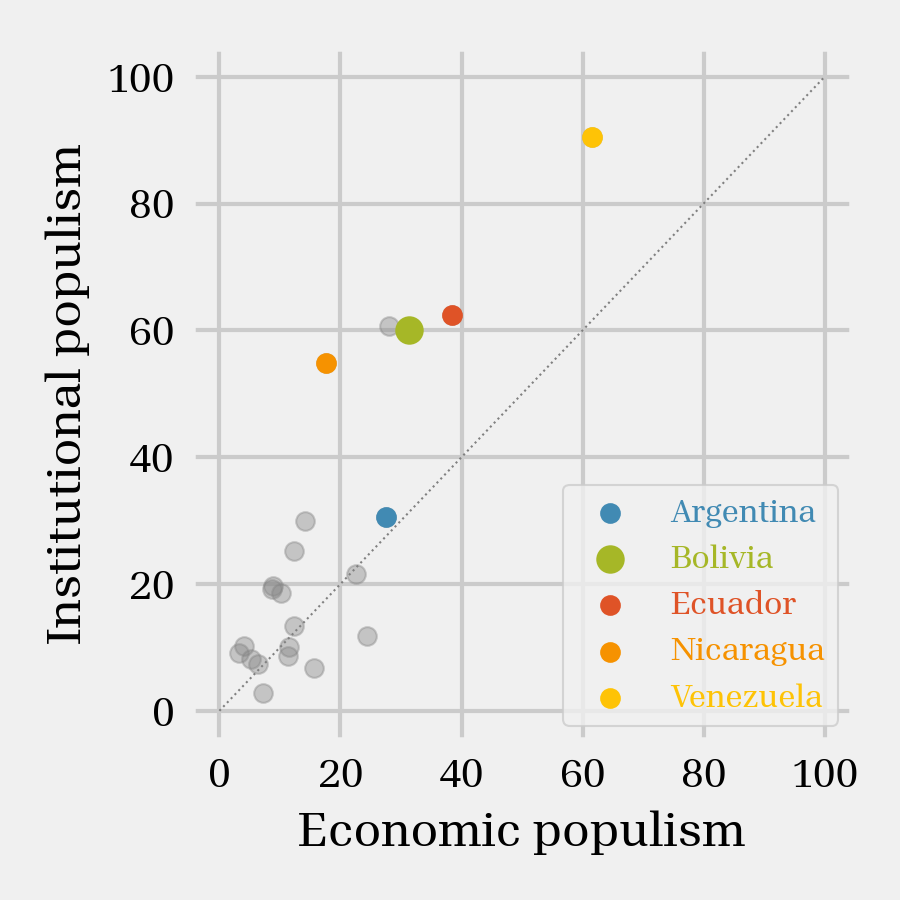 100
80
60
40
20
0
Institutional populism
Argentina
Bolivia
Ecuador
Nicaragua
Venezuela
0 20 40 60 80 100
Economic populism